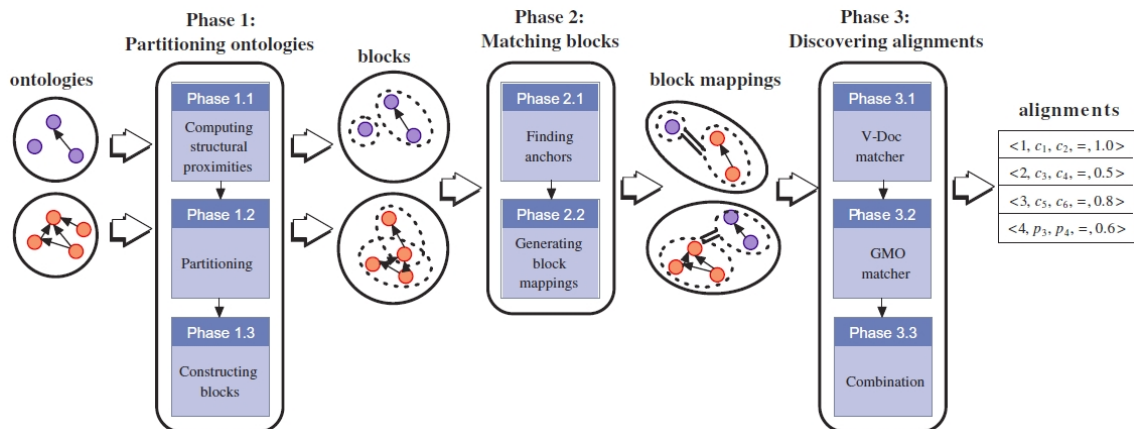 Phase 1:
Partitioning ontologies
Phase 2:
Matching blocks
Phase 3:
Discovering alignments
ontologies
blocks
block mappings
alignments
Phase 1.1
Computing
structural
proximities
Phase 1.2
Partitioning
Phase 1.3
Constructing
blocks
Phase 2.1
Finding
anchors
Phase 2.2
Generating
block
mappings
Phase 3.1
V-Doc
matcher
Phase 3.2
GMO
matcher
Phase 3.3
Combination
<1, c₁, c₂, =, 1.0>
<2, c₃, c₄, =, 0.5>
<3, c₅, c₆, =, 0.8>
<4, p₃, p₄, =, 0.6>